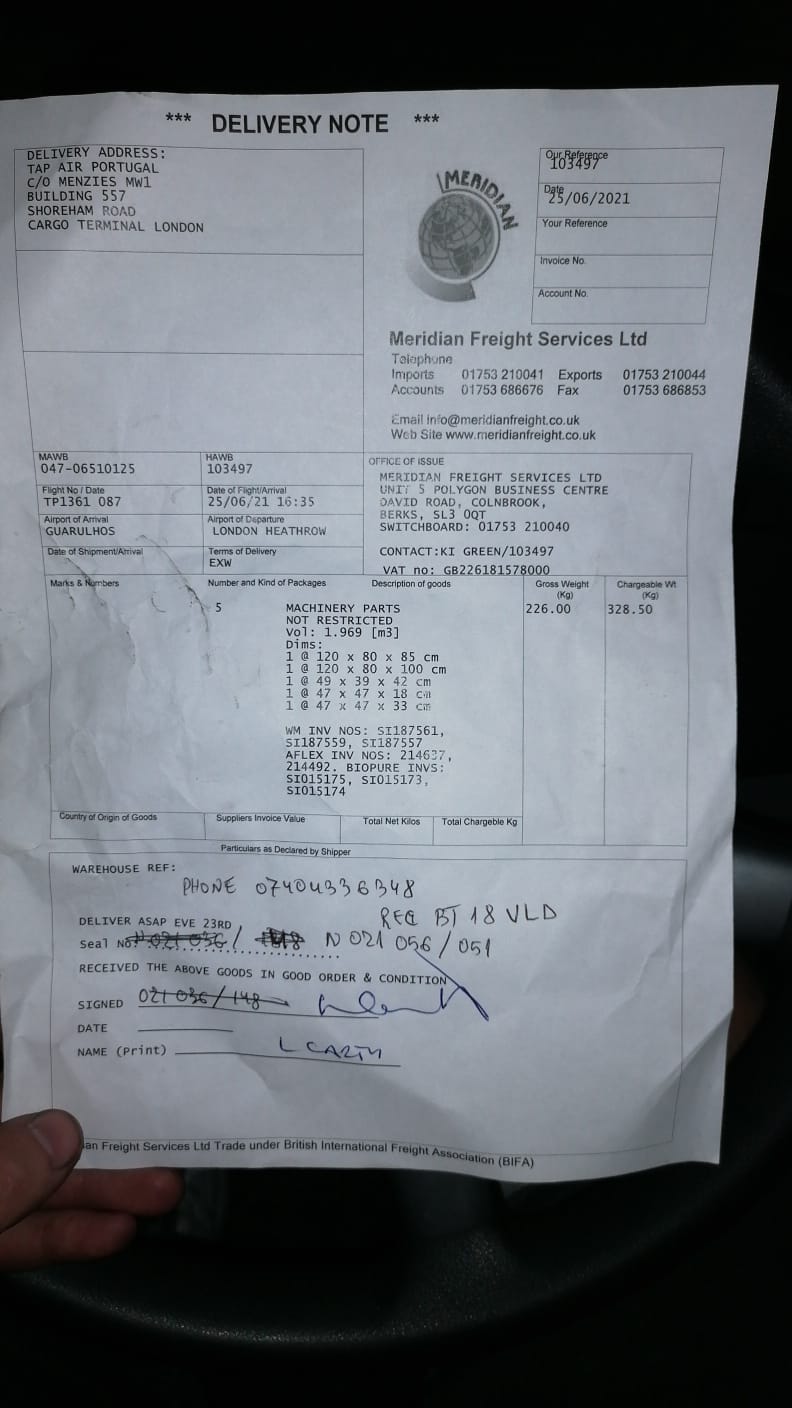 *** DELIVERY NOTE ***
DELIVERY ADDRESS:
TAP AIR PORTUGAL
C/O MENZIES MW1
BUILDING 557
SHOREHAM ROAD
CARGO TERMINAL LONDON
MERIDIAN
Our Reference
103497
Date
25/06/2021
Your Reference
Invoice No.
Account No.
Meridian Freight Services Ltd
Telephone
Imports 01753 210041 Exports 01753 210044
Accounts 01753 686676 Fax 01753 686853
Email info@meridianfreight.co.uk
Web Site www.meridianfreight.co.uk
MAWB
047-06510125
HAWB
103497
Flight No / Date
TP1361 087
Date of Flight/Arrival
25/06/21 16:35
Airport of Arrival
GUARULHOS
Airport of Departure
LONDON HEATHROW
Date of Shipment/Arrival
Terms of Delivery
EXW
OFFICE OF ISSUE
MERIDIAN FREIGHT SERVICES LTD
UNIT 5 POLYGON BUSINESS CENTRE
DAVID ROAD, COLNBROOK,
BERKS, SL3 0QT
SWITCHBOARD: 01753 210040
CONTACT:KI GREEN/103497
VAT no: GB226181578000
Marks & Numbers Number and Kind of Packages Description of goods Gross Weight (Kg) Chargeable Wt (Kg)
5 MACHINERY PARTS 226.00 328.50
NOT RESTRICTED
Vol: 1.969 [m3]
Dims:
1 @ 120 x 80 x 85 cm
1 @ 120 x 80 x 100 cm
1 @ 49 x 39 x 42 cm
1 @ 47 x 47 x 18 cm
1 @ 47 x 47 x 33 cm
WM INV NOS: SI187561,
SI187559, SI187557
AFLEX INV NOS: 214637,
214492. BIOPURE INVS:
SI015175, SI015173,
SI015174
Country of Origin of Goods Suppliers Invoice Value Total Net Kilos Total Chargeable Kg
Particulars as Declared by Shipper
WAREHOUSE REF:
PHONE 07404336348
DELIVER ASAP EVE 23RD REG BT 18 VLD
Seal No N 021 056/051
RECEIVED THE ABOVE GOODS IN GOOD ORDER & CONDITION
SIGNED 021 036/148
DATE
NAME (Print) L CARTM
an Freight Services Ltd Trade under British International Freight Association (BIFA)